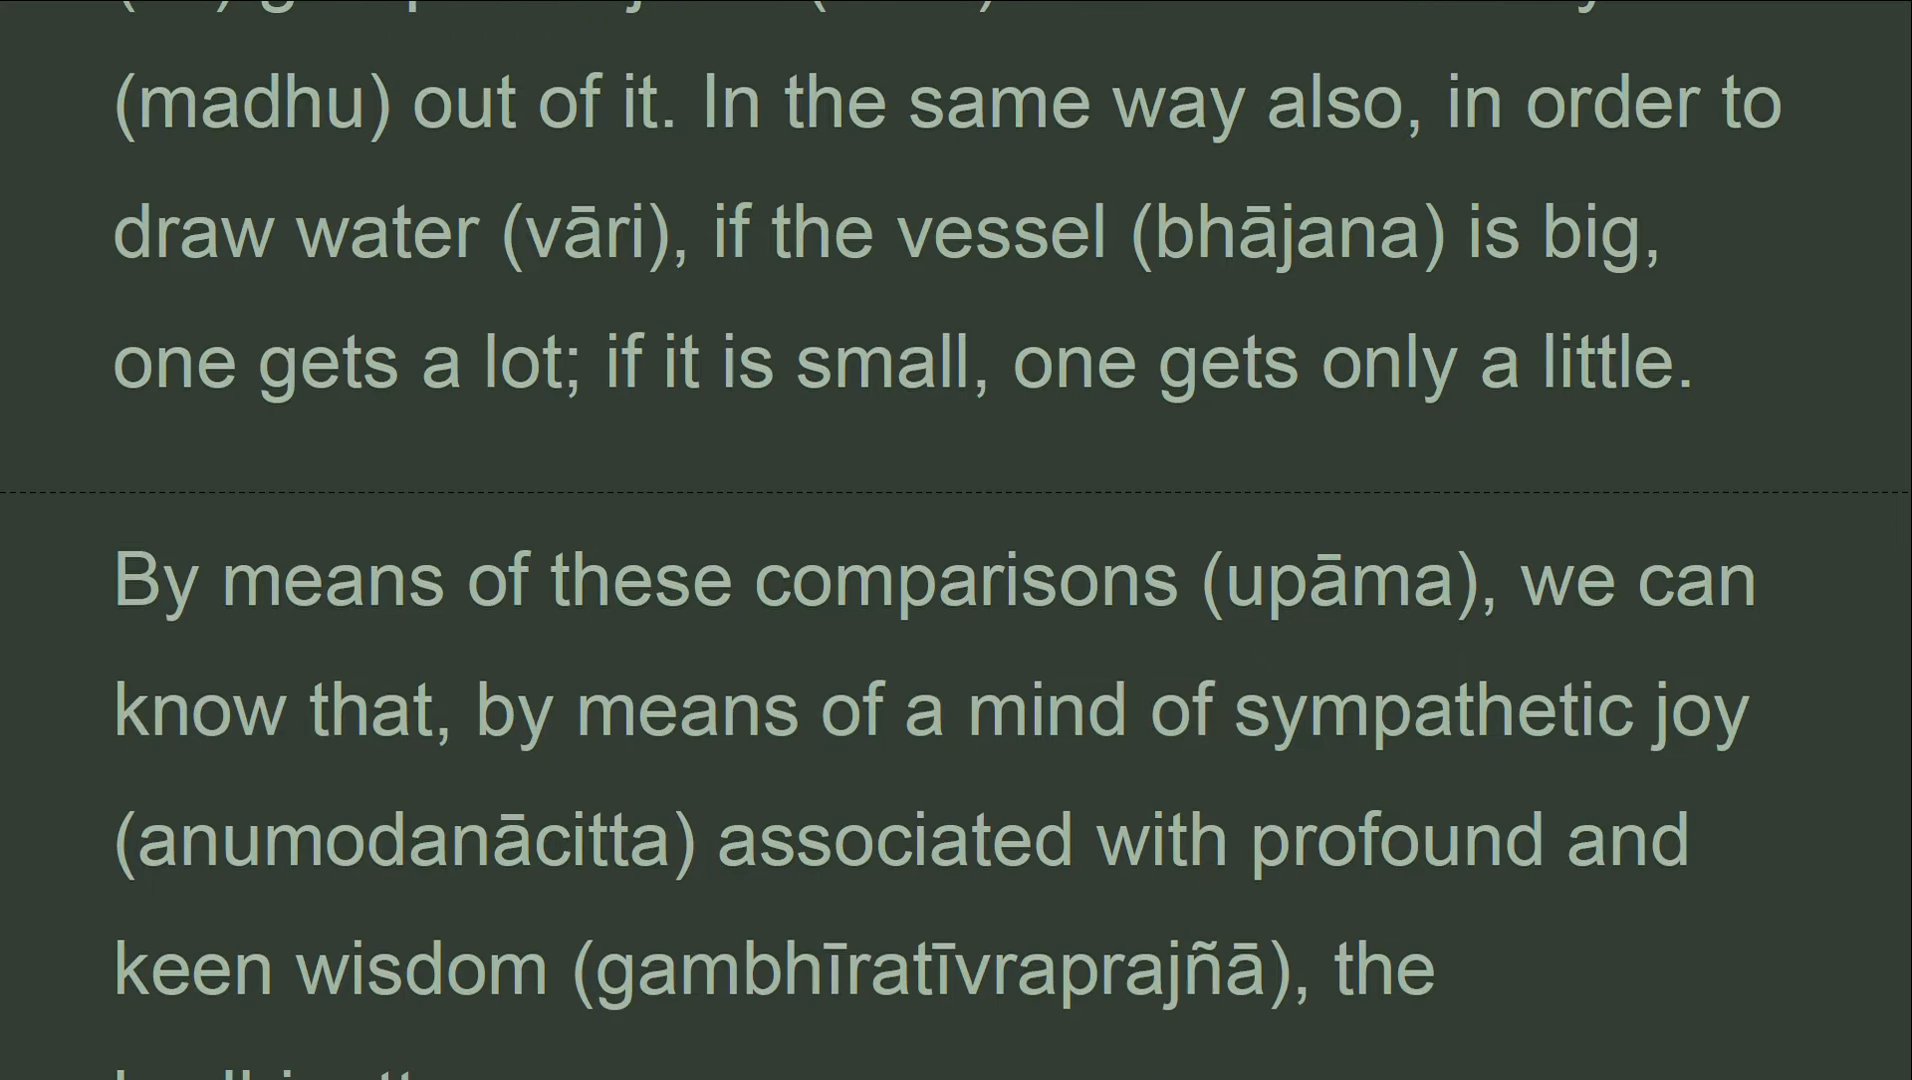 (madhu) out of it. In the same way also, in order to
draw water (vāri), if the vessel (bhājana) is big,
one gets a lot; if it is small, one gets only a little.
By means of these comparisons (upāma), we can
know that, by means of a mind of sympathetic joy
(anumodanācitta) associated with profound and
keen wisdom (gambhīratīvraprajñā), the